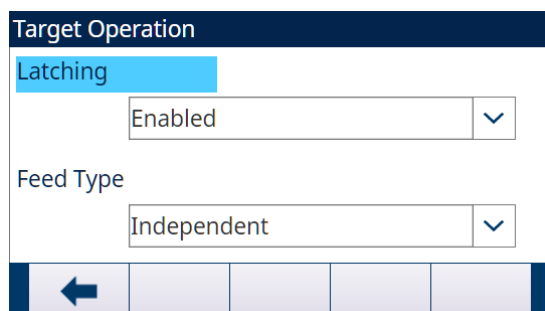 Target Operation
Latching
Enabled
Feed Type
Independent